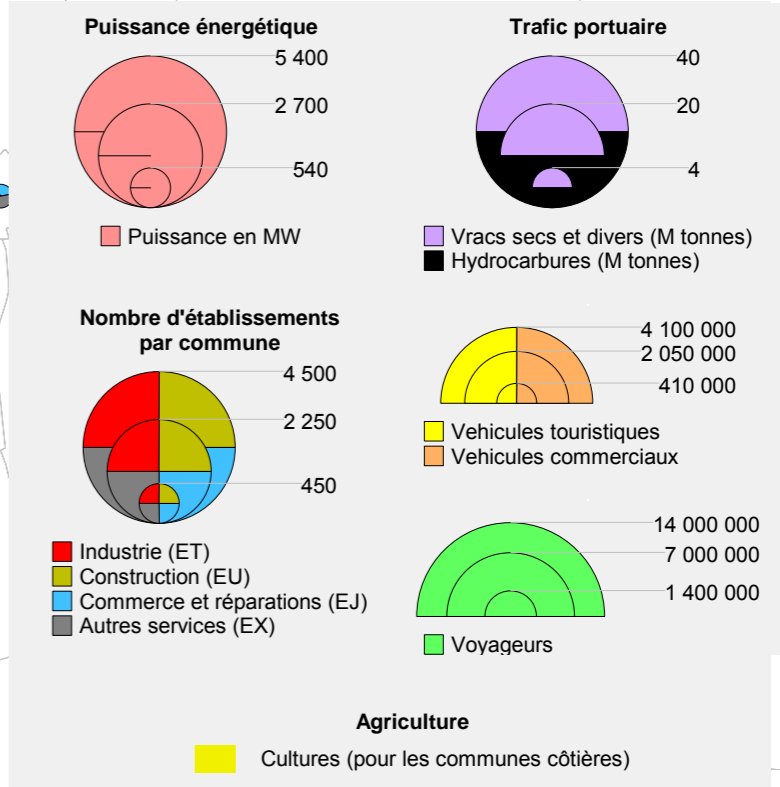 Puissance énergétique
5 400
2 700
540
Puissance en MW
Trafic portuaire
40
20
4
Vracs secs et divers (M tonnes)
Hydrocarbures (M tonnes)
Nombre d'établissements
par commune
4 500
2 250
450
Industrie (ET)
Construction (EU)
Commerce et réparations (EJ)
Autres services (EX)
4 100 000
2 050 000
410 000
Vehicules touristiques
Vehicules commerciaux
14 000 000
7 000 000
1 400 000
Voyageurs
Agriculture
Cultures (pour les communes côtières)